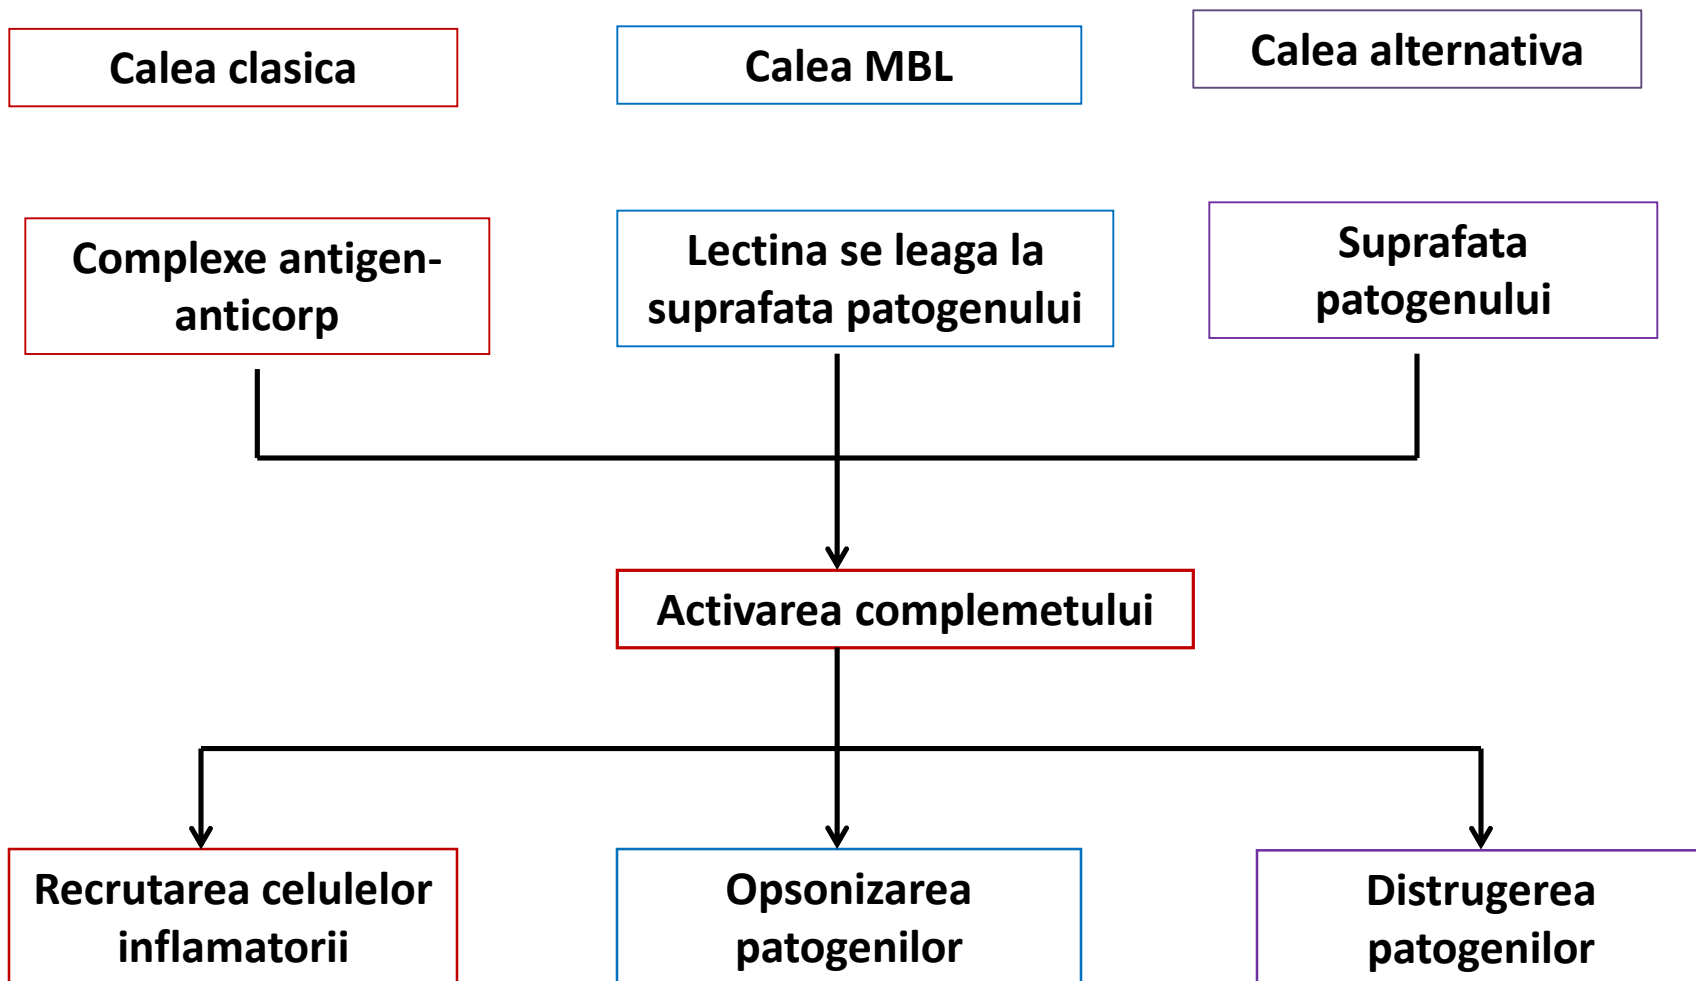 Calea clasica
Calea MBL
Calea alternativa
Complexe antigen-
anticorp
Lectina se leaga la
suprafata patogenului
Suprafata
patogenului
Activarea complemetului
Recrutarea celulelor
inflamatorii
Opsonizarea
patogenilor
Distrugerea
patogenilor